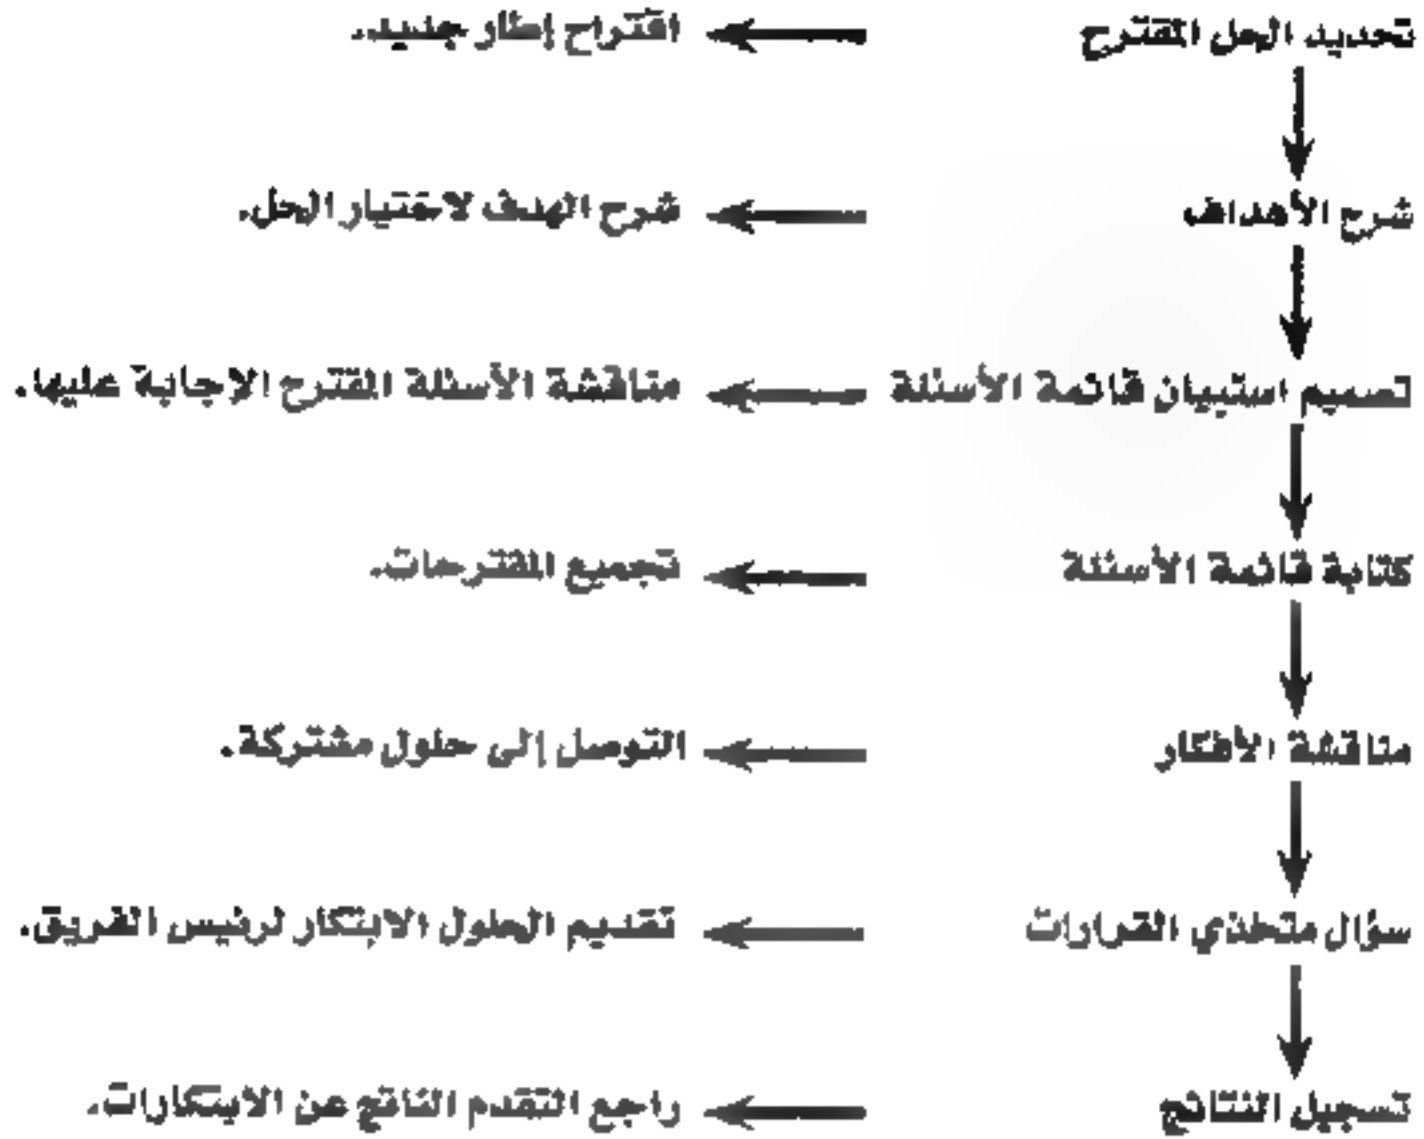 تحديد الحل المقترح
اقتراح إطار جديد.
شرح الأهداف
شرح الهدف لاختيار الحل.
تصميم استبيان قائمة الأسئلة
مناقشة الأسئلة المقترح الإجابة عليها.
كتابة قائمة الأسئلة
تجميع المقترحات.
مناقشة الأفكار
التوصل إلى حلول مشتركة.
سؤال متخذي القرارات
تقديم الحلول الابتكار لرئيس الفريق.
تسجيل النتائج
راجع التقدم الناتج عن الابتكارات.